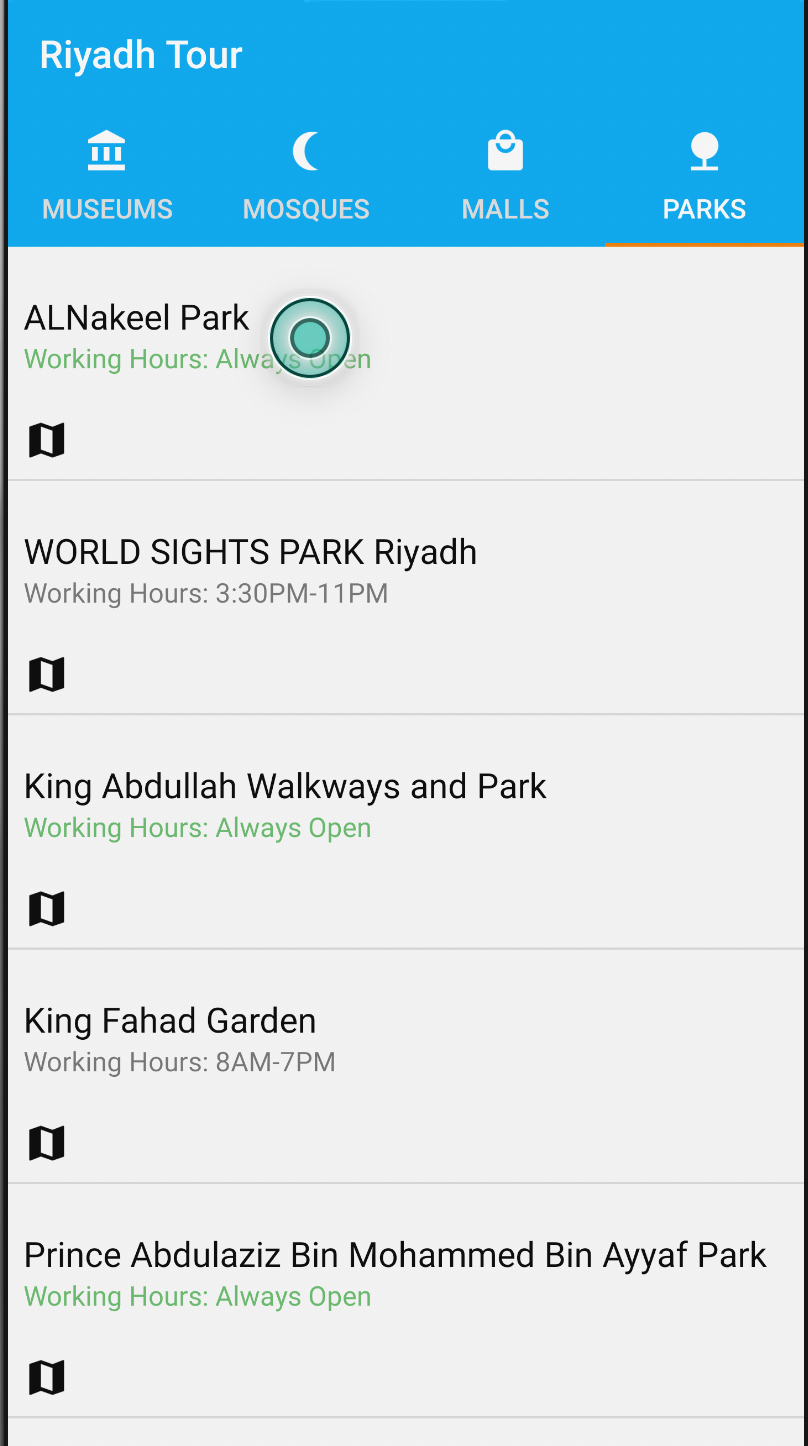 Riyadh Tour
MUSEUMS MOSQUES MALLS PARKS
ALNakeel Park
Working Hours: Always Open
WORLD SIGHTS PARK Riyadh
Working Hours: 3:30PM-11PM
King Abdullah Walkways and Park
Working Hours: Always Open
King Fahad Garden
Working Hours: 8AM-7PM
Prince Abdulaziz Bin Mohammed Bin Ayyaf Park
Working Hours: Always Open